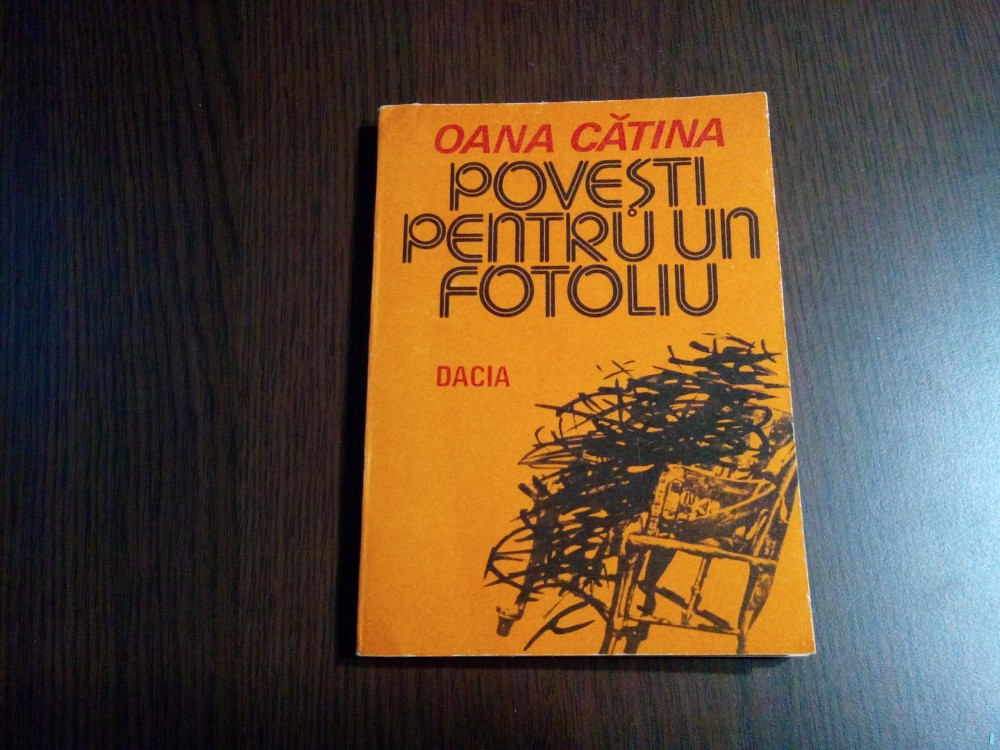 OANA CĂTINA
POVEȘTI
PENTRU UN
FOTOLIU
DACIA